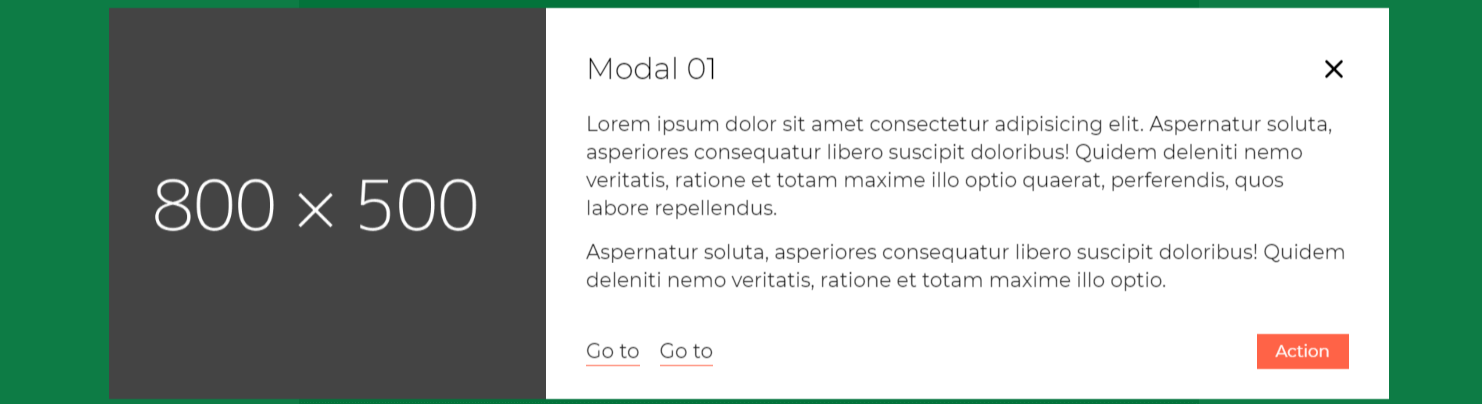 800 × 500
Modal 01
Lorem ipsum dolor sit amet consectetur adipisicing elit. Aspernatur soluta,
asperiores consequatur libero suscipit doloribus! Quidem deleniti nemo
veritatis, ratione et totam maxime illo optio quaerat, perferendis, quos
labore repellendus.
Aspernatur soluta, asperiores consequatur libero suscipit doloribus! Quidem
deleniti nemo veritatis, ratione et totam maxime illo optio.
Go to Go to Action